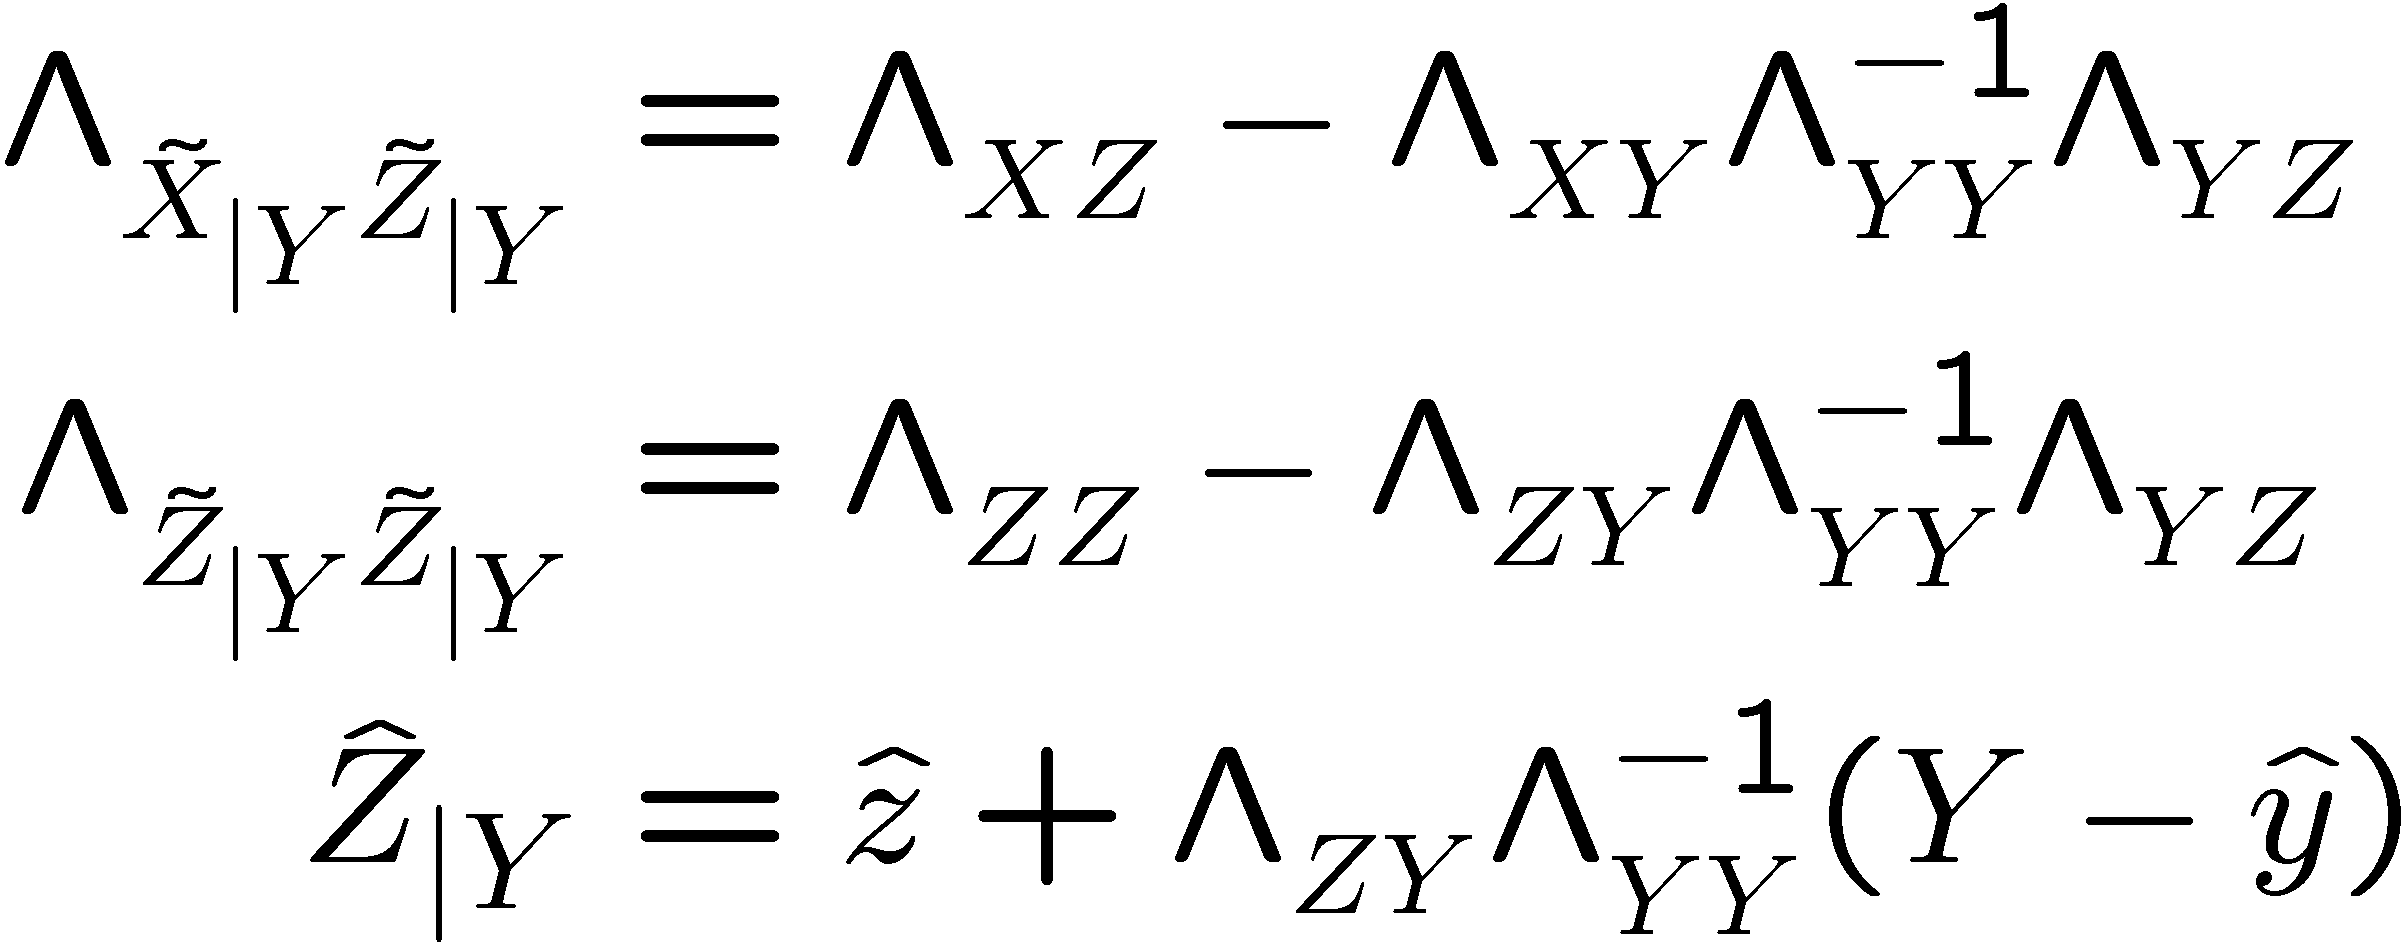 Λ_{X̃_{|Y}Z̃_{|Y}} = Λ_{XZ} − Λ_{XY}Λ_{YY}^{−1}Λ_{YZ}
Λ_{Z̃_{|Y}Z̃_{|Y}} = Λ_{ZZ} − Λ_{ZY}Λ_{YY}^{−1}Λ_{YZ}
Ẑ_{|Y} = ẑ + Λ_{ZY}Λ_{YY}^{−1}(Y − ŷ)